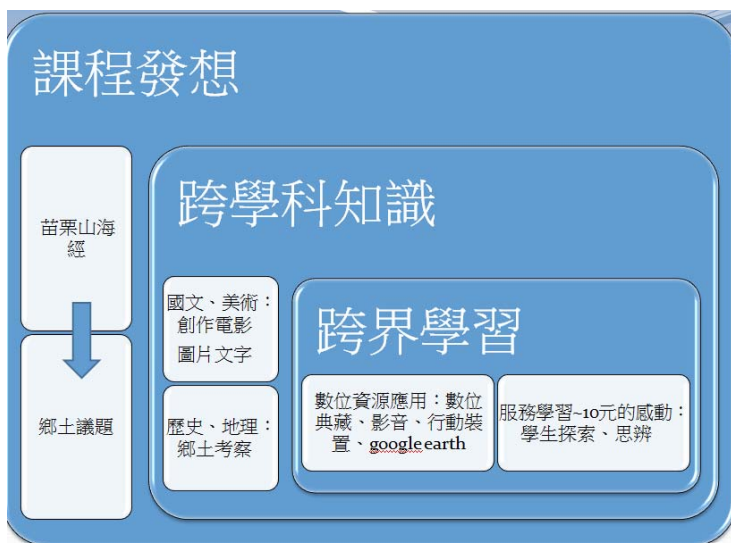 課程發想
苗栗山海
經
鄉土議題
跨學科知識
國文、美術：
創作電影
圖片文字
歷史、地理：
鄉土考察
跨界學習
數位資源應用：數位
典藏、影音、行動裝
置、google earth
服務學習~10元的感動：
學生探索、思辨